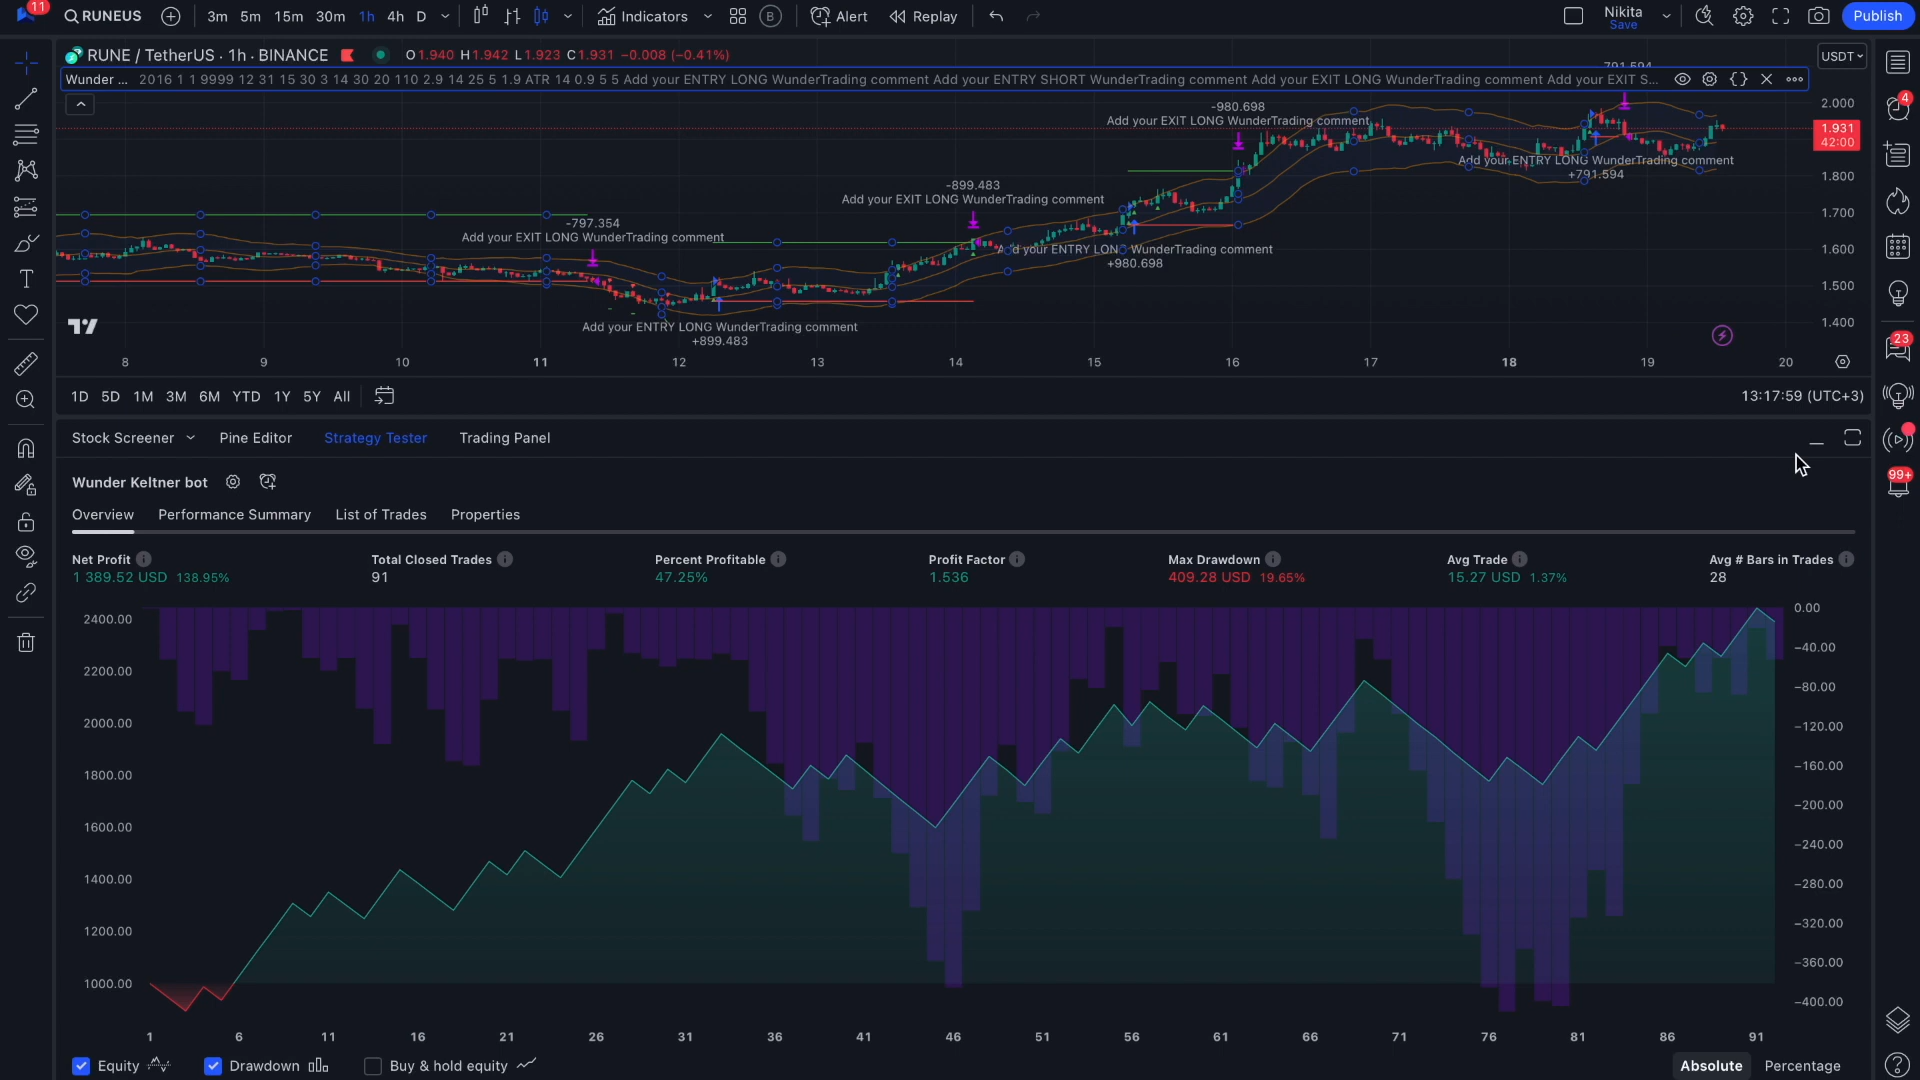 11
RUNEUS 3m 5m 15m 30m 1h 4h D Indicators B Alert Replay Nikita Save Publish
RUNE / TetherUS · 1h · BINANCE O1.940 H1.942 L1.923 C1.931 −0.008 (−0.41%) USDT
Wunder ... 2016 1 1 9999 12 31 15 30 3 14 30 20 110 2.9 14 25 5 1.9 ATR 14 0.9 5 5 Add your ENTRY LONG WunderTrading comment Add your ENTRY SHORT WunderTrading comment Add your EXIT LONG WunderTrading comment Add your EXIT S...
-980.698
Add your EXIT LONG WunderTrading comment
Add your ENTRY LONG WunderTrading comment
+791.594
-899.483
Add your EXIT LONG WunderTrading comment
-797.354
Add your EXIT LONG WunderTrading comment
Add your ENTRY LONG WunderTrading comment
+980.698
Add your ENTRY LONG WunderTrading comment
+899.483
2.000
1.931
42:00
1.800
1.700
1.600
1.500
1.400
8 9 10 11 12 13 14 15 16 17 18 19 20
1D 5D 1M 3M 6M YTD 1Y 5Y All 13:17:59 (UTC+3)
4
23
99+
Stock Screener Pine Editor Strategy Tester Trading Panel
Wunder Keltner bot
Overview Performance Summary List of Trades Properties
Net Profit Total Closed Trades Percent Profitable Profit Factor Max Drawdown Avg Trade Avg # Bars in Trades
1 389.52 USD 138.95% 91 47.25% 1.536 409.28 USD 19.65% 15.27 USD 1.37% 28
2400.00
2200.00
2000.00
1800.00
1600.00
1400.00
1200.00
1000.00
0.00
−40.00
−80.00
−120.00
−160.00
−200.00
−240.00
−280.00
−320.00
−360.00
−400.00
1 6 11 16 21 26 31 36 41 46 51 56 61 66 71 76 81 86 91
Equity Drawdown Buy & hold equity Absolute Percentage